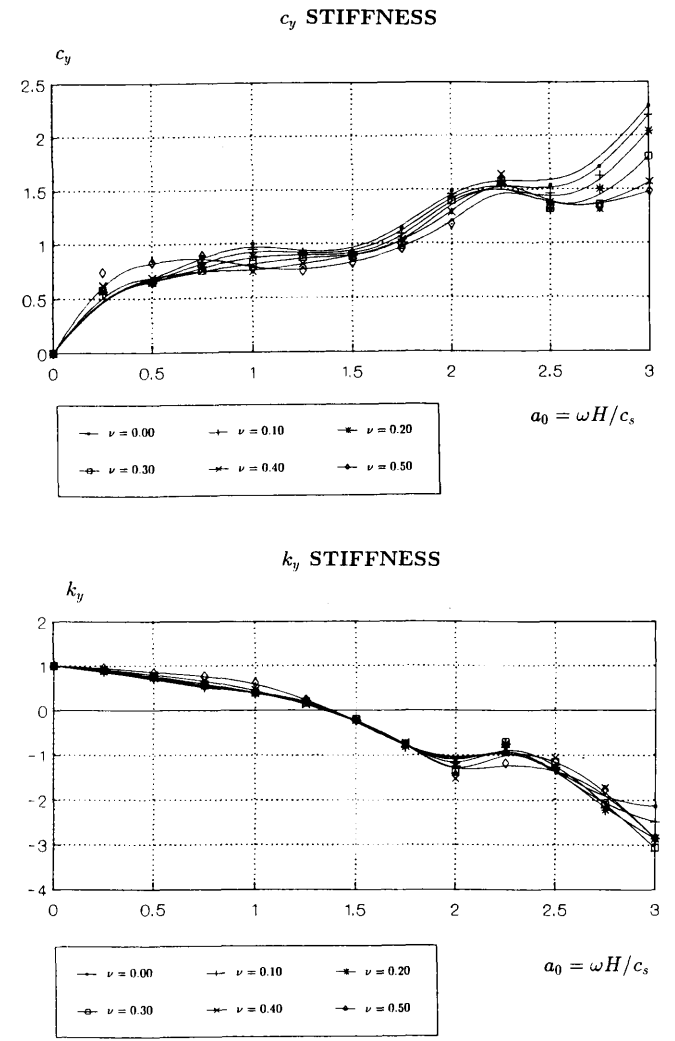 c_y STIFFNESS
c_y
2.5
2
1.5
1
0.5
0
0 0.5 1 1.5 2 2.5 3
a_0 = ωH/c_s
ν = 0.00 ν = 0.10 ν = 0.20
ν = 0.30 ν = 0.40 ν = 0.50
k_y STIFFNESS
k_y
2
1
0
-1
-2
-3
-4
0 0.5 1 1.5 2 2.5 3
a_0 = ωH/c_s
ν = 0.00 ν = 0.10 ν = 0.20
ν = 0.30 ν = 0.40 ν = 0.50